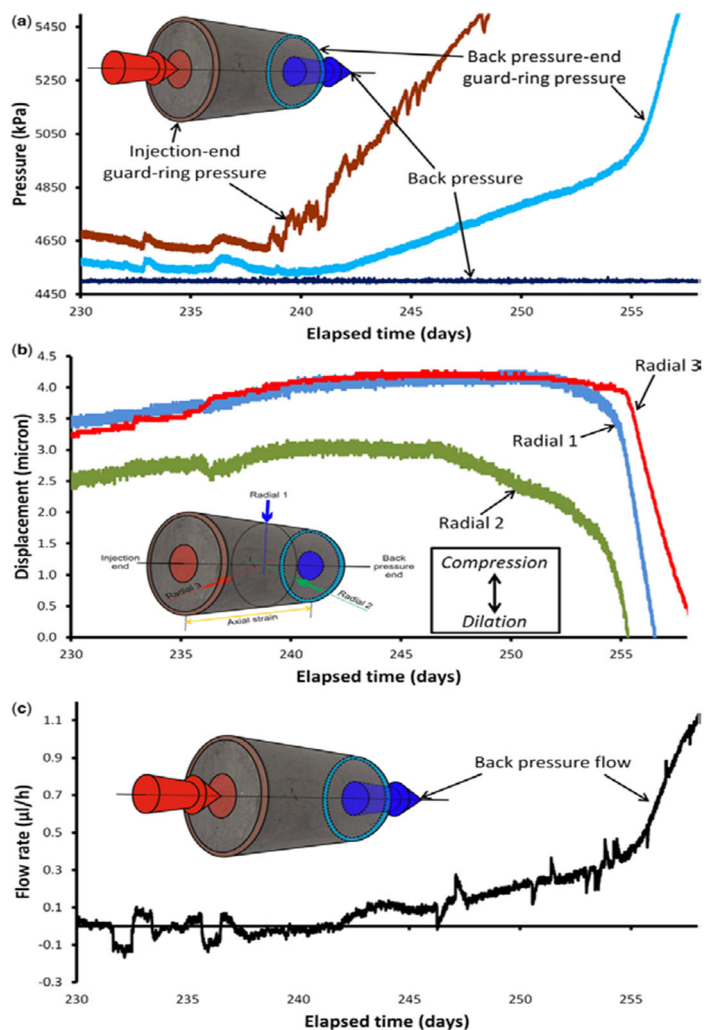 (a)
5450
5250
5050
4850
4650
4450
Pressure (kPa)
Back pressure-end
guard-ring pressure
Injection-end
guard-ring pressure
Back pressure
230
235
240
245
250
255
Elapsed time (days)
(b)
4.5
4.0
3.5
3.0
2.5
2.0
1.5
1.0
0.5
0.0
Displacement (micron)
Radial 3
Radial 1
Radial 2
Radial 1
Injection
end
Back
pressure
end
Radial 3
Radial 2
Axial strain
Compression
Dilation
230
235
240
245
250
255
Elapsed time (days)
(c)
1.1
0.9
0.7
0.5
0.3
0.1
-0.1
-0.3
Flow rate (µl/h)
Back pressure flow
230
235
240
245
250
255
Elapsed time (days)